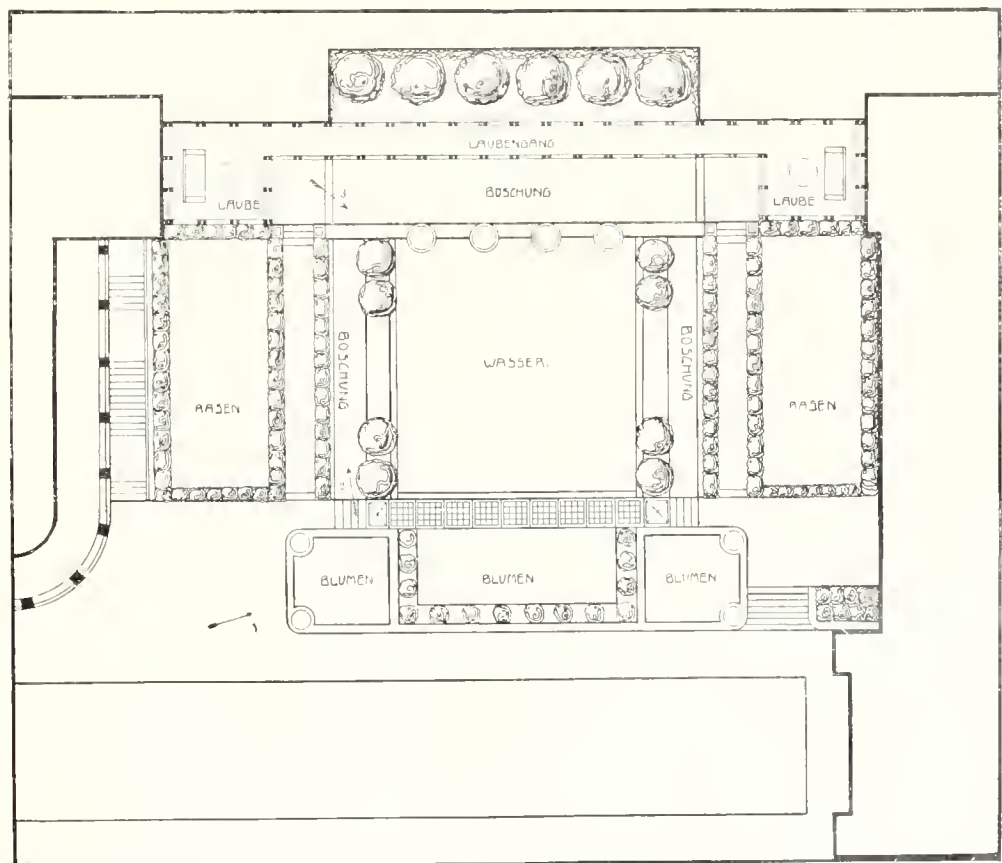 LAUBENGANG
BÖSCHUNG
LAUBE
LAUBE
BÖSCHUNG
WASSER.
BÖSCHUNG
RASEN
RASEN
BLUMEN
BLUMEN
BLUMEN